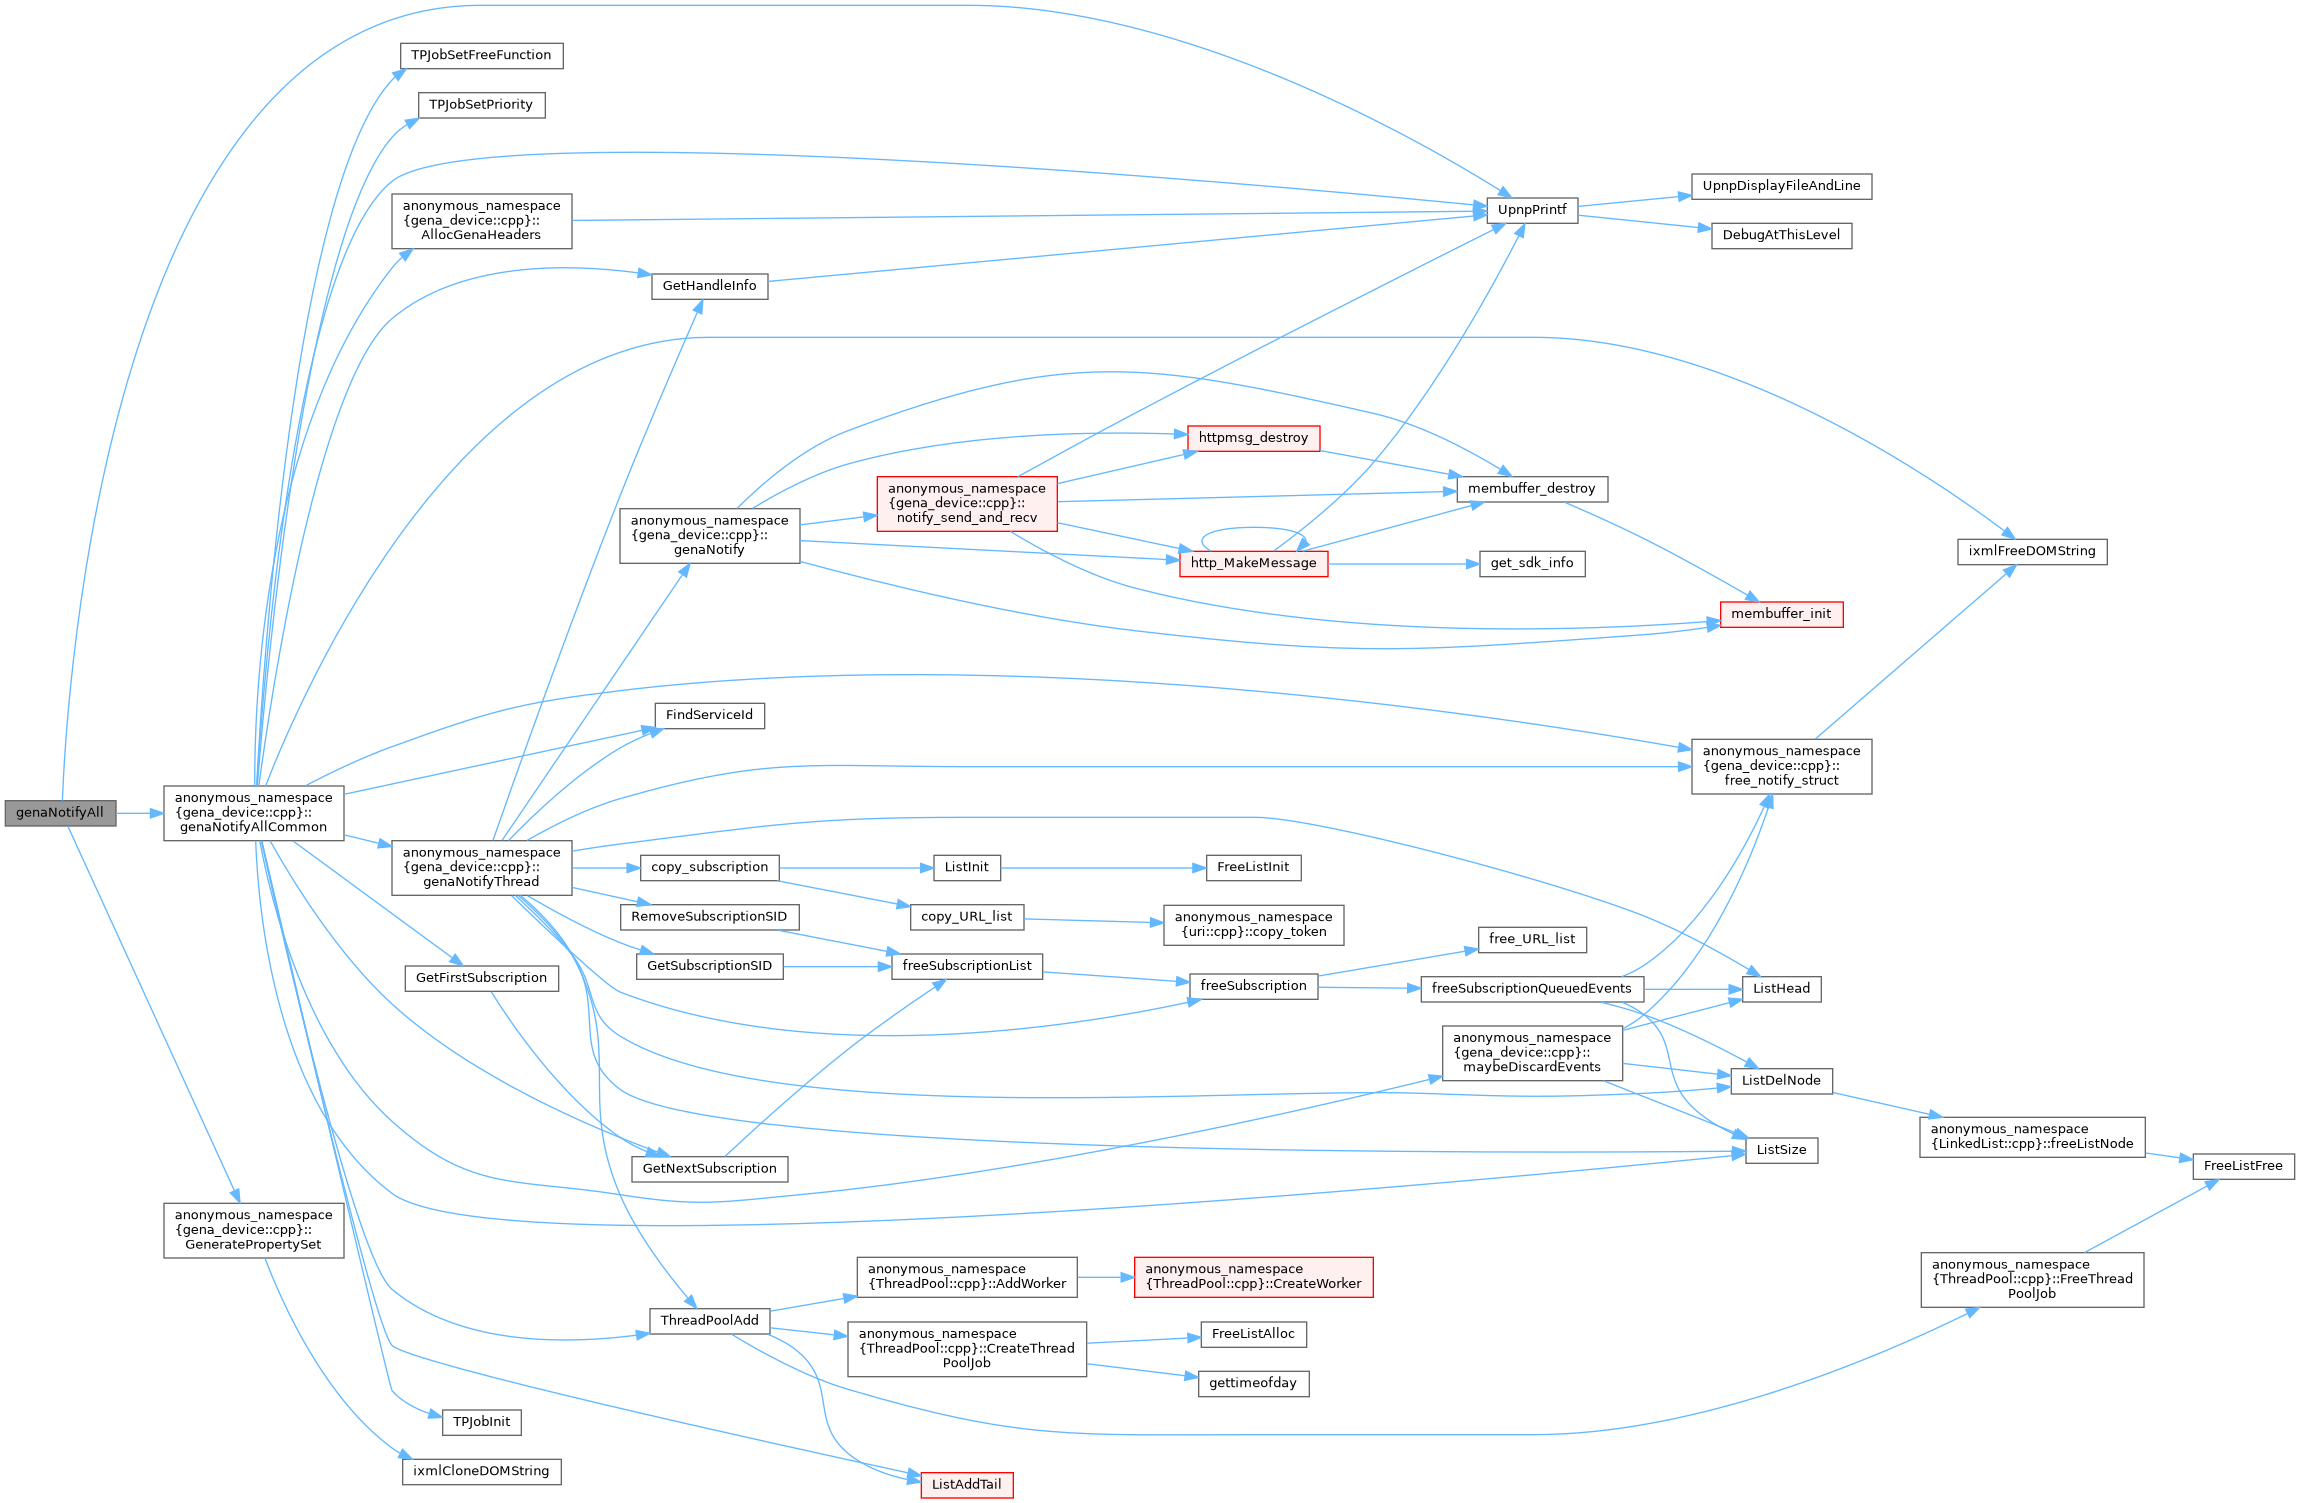 genaNotifyAll
anonymous_namespace
{gena_device::cpp}::
genaNotifyAllCommon
anonymous_namespace
{gena_device::cpp}::
GeneratePropertySet
TPJobSetFreeFunction
TPJobSetPriority
anonymous_namespace
{gena_device::cpp}::
AllocGenaHeaders
anonymous_namespace
{gena_device::cpp}::
genaNotifyThread
GetFirstSubscription
TPJobInit
ixmlCloneDOMString
GetHandleInfo
anonymous_namespace
{gena_device::cpp}::
genaNotify
FindServiceId
copy_subscription
RemoveSubscriptionSID
GetSubscriptionSID
GetNextSubscription
ThreadPoolAdd
anonymous_namespace
{gena_device::cpp}::
notify_send_and_recv
ListInit
copy_URL_list
freeSubscriptionList
anonymous_namespace
{ThreadPool::cpp}::AddWorker
anonymous_namespace
{ThreadPool::cpp}::CreateThread
PoolJob
ListAddTail
httpmsg_destroy
http_MakeMessage
FreeListInit
anonymous_namespace
{uri::cpp}::copy_token
freeSubscription
anonymous_namespace
{ThreadPool::cpp}::CreateWorker
FreeListAlloc
gettimeofday
UpnpPrintf
membuffer_destroy
get_sdk_info
free_URL_list
freeSubscriptionQueuedEvents
anonymous_namespace
{gena_device::cpp}::
maybeDiscardEvents
UpnpDisplayFileAndLine
DebugAtThisLevel
membuffer_init
anonymous_namespace
{gena_device::cpp}::
free_notify_struct
ListHead
ListDelNode
ListSize
ixmlFreeDOMString
anonymous_namespace
{LinkedList::cpp}::freeListNode
anonymous_namespace
{ThreadPool::cpp}::FreeThread
PoolJob
FreeListFree